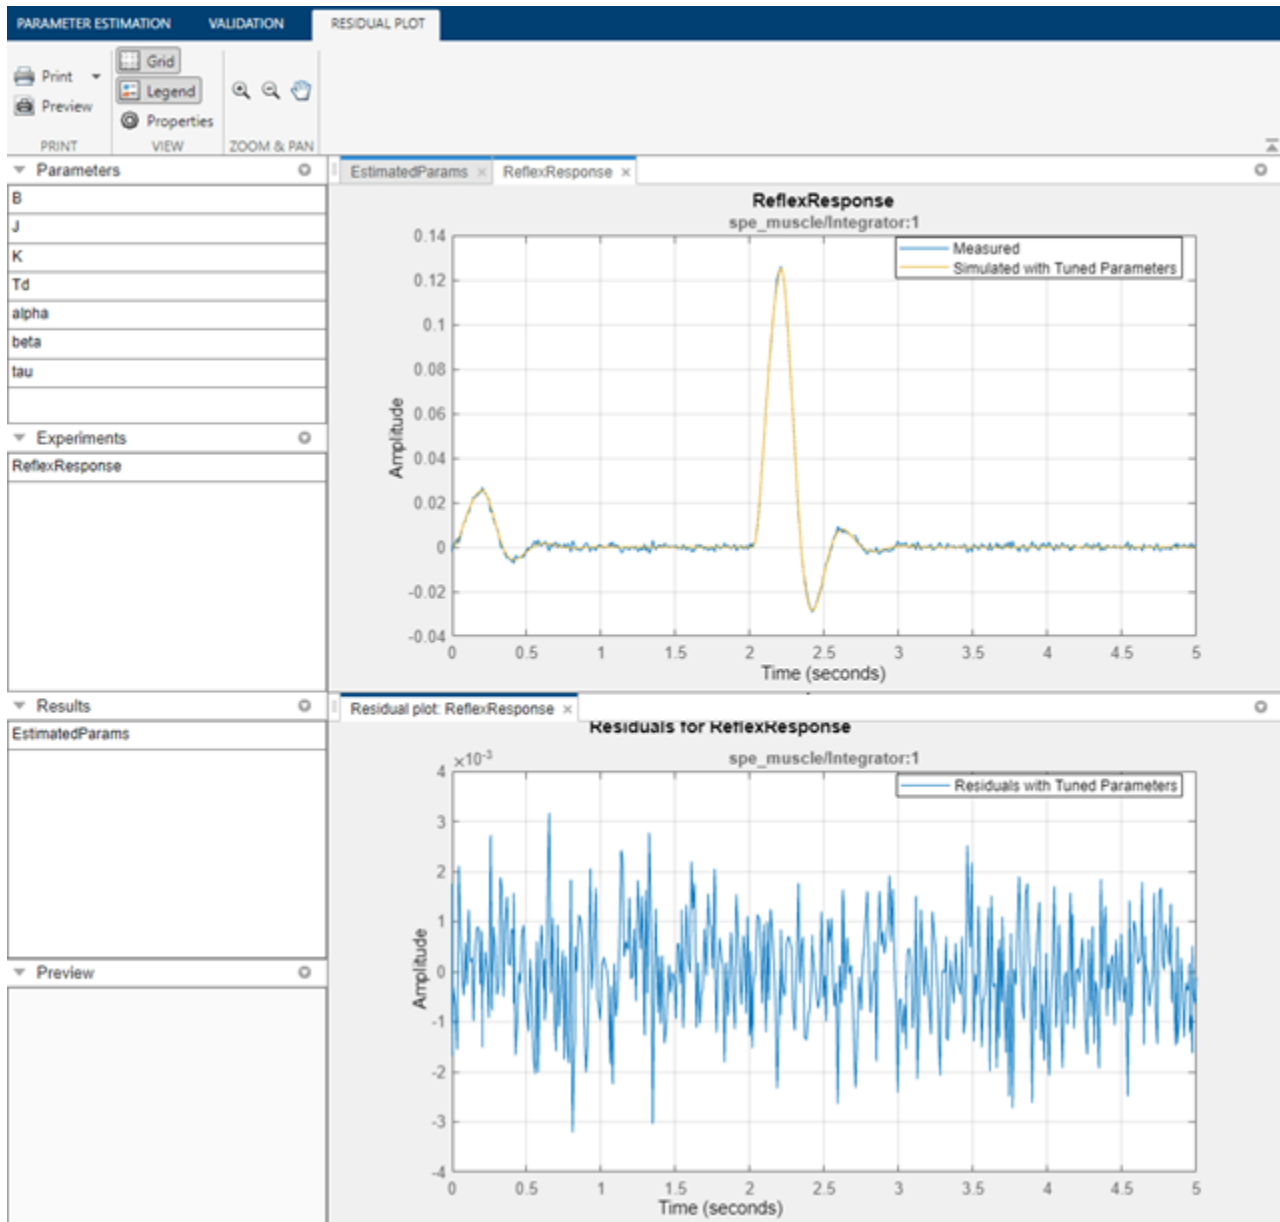 PARAMETER ESTIMATION VALIDATION RESIDUAL PLOT
Print
Preview
PRINT
Grid
Legend
Properties
VIEW
ZOOM & PAN
Parameters
B
J
K
Td
alpha
beta
tau
Experiments
ReflexResponse
Results
EstimatedParams
Preview
EstimatedParams × ReflexResponse ×
ReflexResponse
spe_muscle/Integrator:1
Measured
Simulated with Tuned Parameters
0.14
0.12
0.1
0.08
0.06
0.04
0.02
0
-0.02
-0.04
Amplitude
0 0.5 1 1.5 2 2.5 3 3.5 4 4.5 5
Time (seconds)
Residual plot: ReflexResponse ×
Residuals for ReflexResponse
spe_muscle/Integrator:1
×10-3
Residuals with Tuned Parameters
4
3
2
1
0
-1
-2
-3
-4
Amplitude
0 0.5 1 1.5 2 2.5 3 3.5 4 4.5 5
Time (seconds)